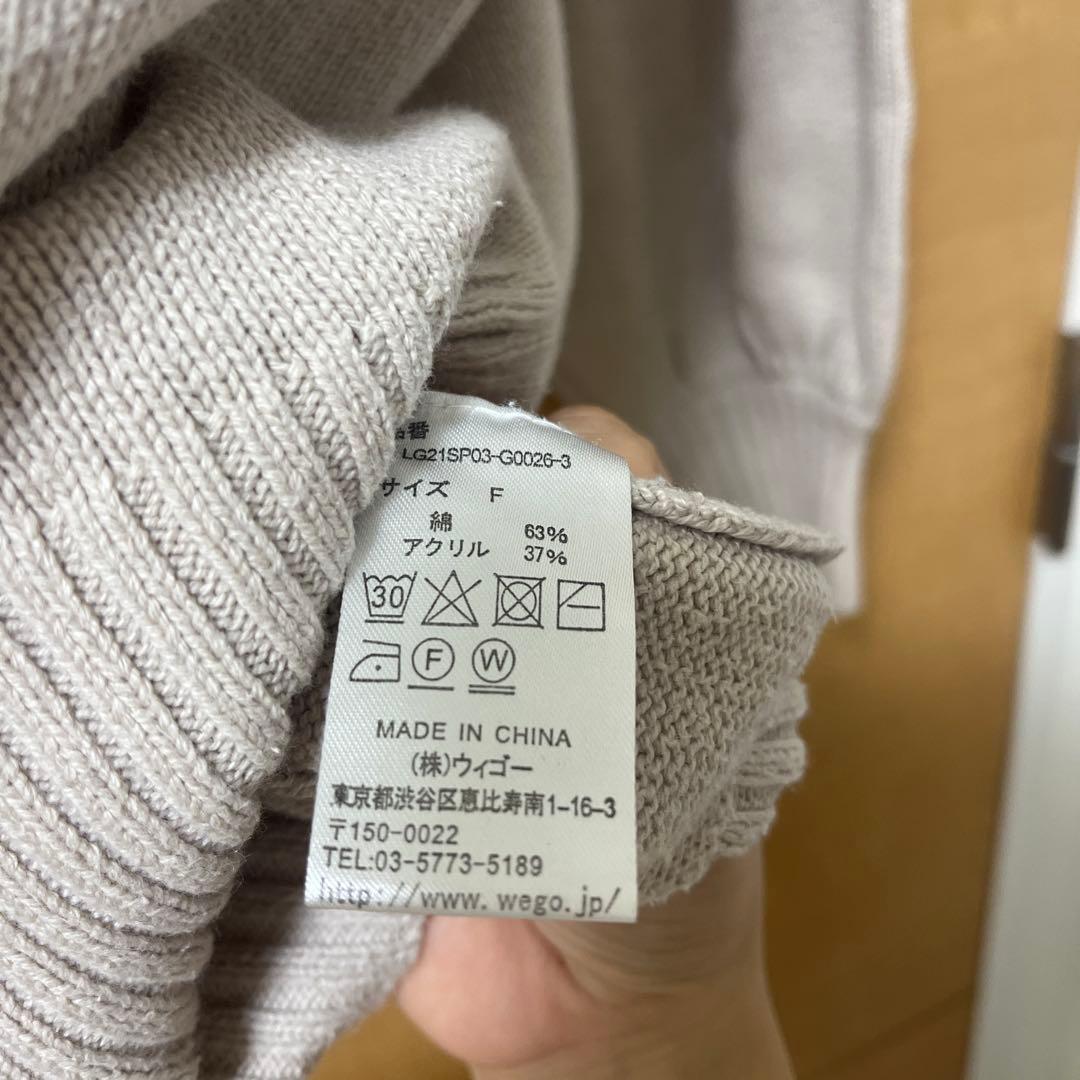 品番
LG21SP03-G0026-3
サイズ F
綿 63%
アクリル 37%
30
F W
MADE IN CHINA
(株)ウィゴー
東京都渋谷区恵比寿南1-16-3
〒150-0022
TEL:03-5773-5189
http://www.wego.jp/